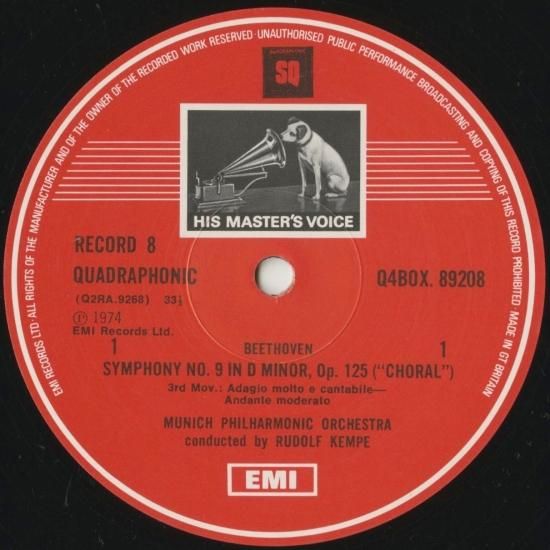 EMI RECORDS LTD · ALL RIGHTS OF THE MANUFACTURER AND OF THE OWNER OF THE RECORDED WORK RESERVED · UNAUTHORISED PUBLIC PERFORMANCE BROADCASTING AND COPYING OF THIS RECORD PROHIBITED · MADE IN GT BRITAIN
SQ
HIS MASTER'S VOICE
RECORD 8
QUADRAPHONIC
Q4BOX. 89208
(Q2RA.9268) 33⅓
Ⓟ 1974
EMI Records Ltd.
1
1
BEETHOVEN
SYMPHONY NO. 9 IN D MINOR, Op. 125 ("CHORAL")
3rd Mov.: Adagio molto e cantabile—
Andante moderato
MUNICH PHILHARMONIC ORCHESTRA
conducted by RUDOLF KEMPE
EMI